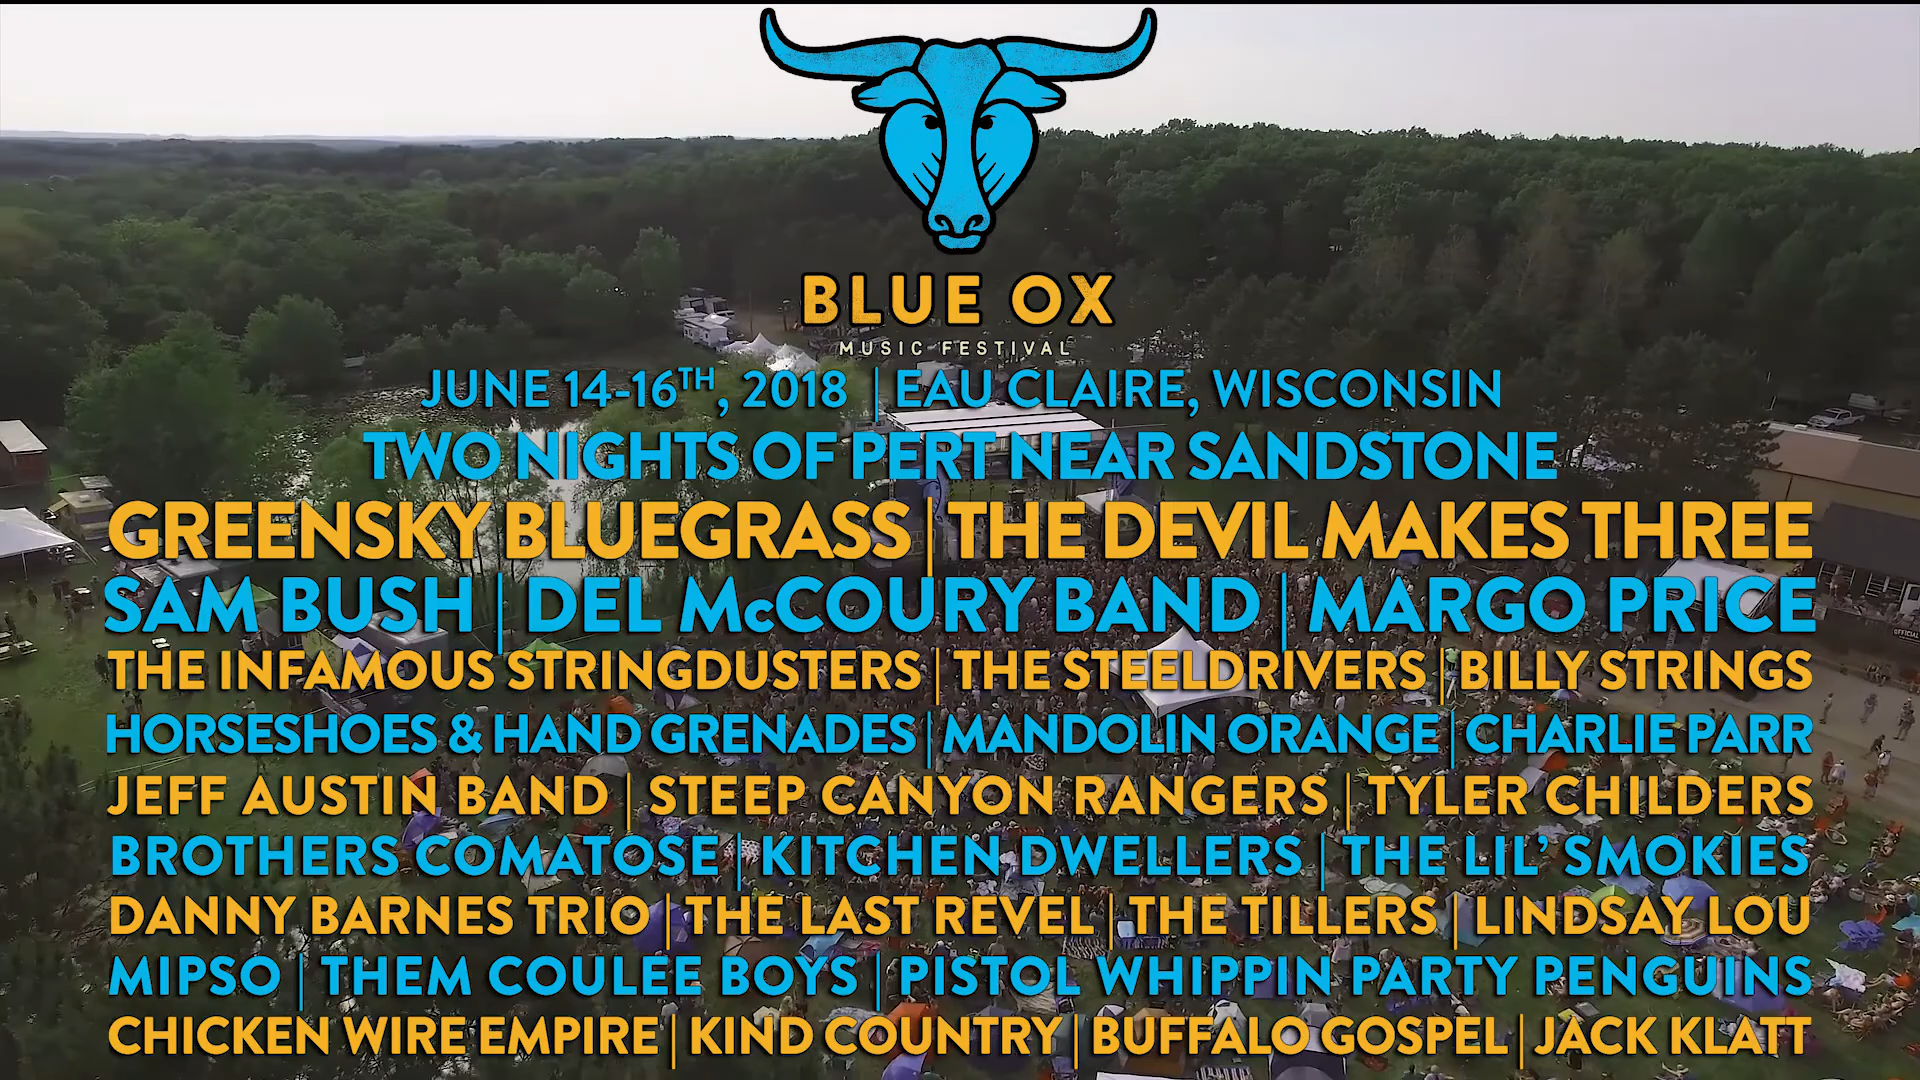 BLUE OX
MUSIC FESTIVAL
JUNE 14-16TH, 2018 | EAU CLAIRE, WISCONSIN
TWO NIGHTS OF PERT NEAR SANDSTONE
GREENSKY BLUEGRASS | THE DEVIL MAKES THREE
SAM BUSH | DEL McCOURY BAND | MARGO PRICE
THE INFAMOUS STRINGDUSTERS | THE STEELDRIVERS | BILLY STRINGS
HORSESHOES & HAND GRENADES | MANDOLIN ORANGE | CHARLIE PARR
JEFF AUSTIN BAND | STEEP CANYON RANGERS | TYLER CHILDERS
BROTHERS COMATOSE | KITCHEN DWELLERS | THE LIL' SMOKIES
DANNY BARNES TRIO | THE LAST REVEL | THE TILLERS | LINDSAY LOU
MIPSO | THEM COULEE BOYS | PISTOL WHIPPIN PARTY PENGUINS
CHICKEN WIRE EMPIRE | KIND COUNTRY | BUFFALO GOSPEL | JACK KLATT
OFFICIAL